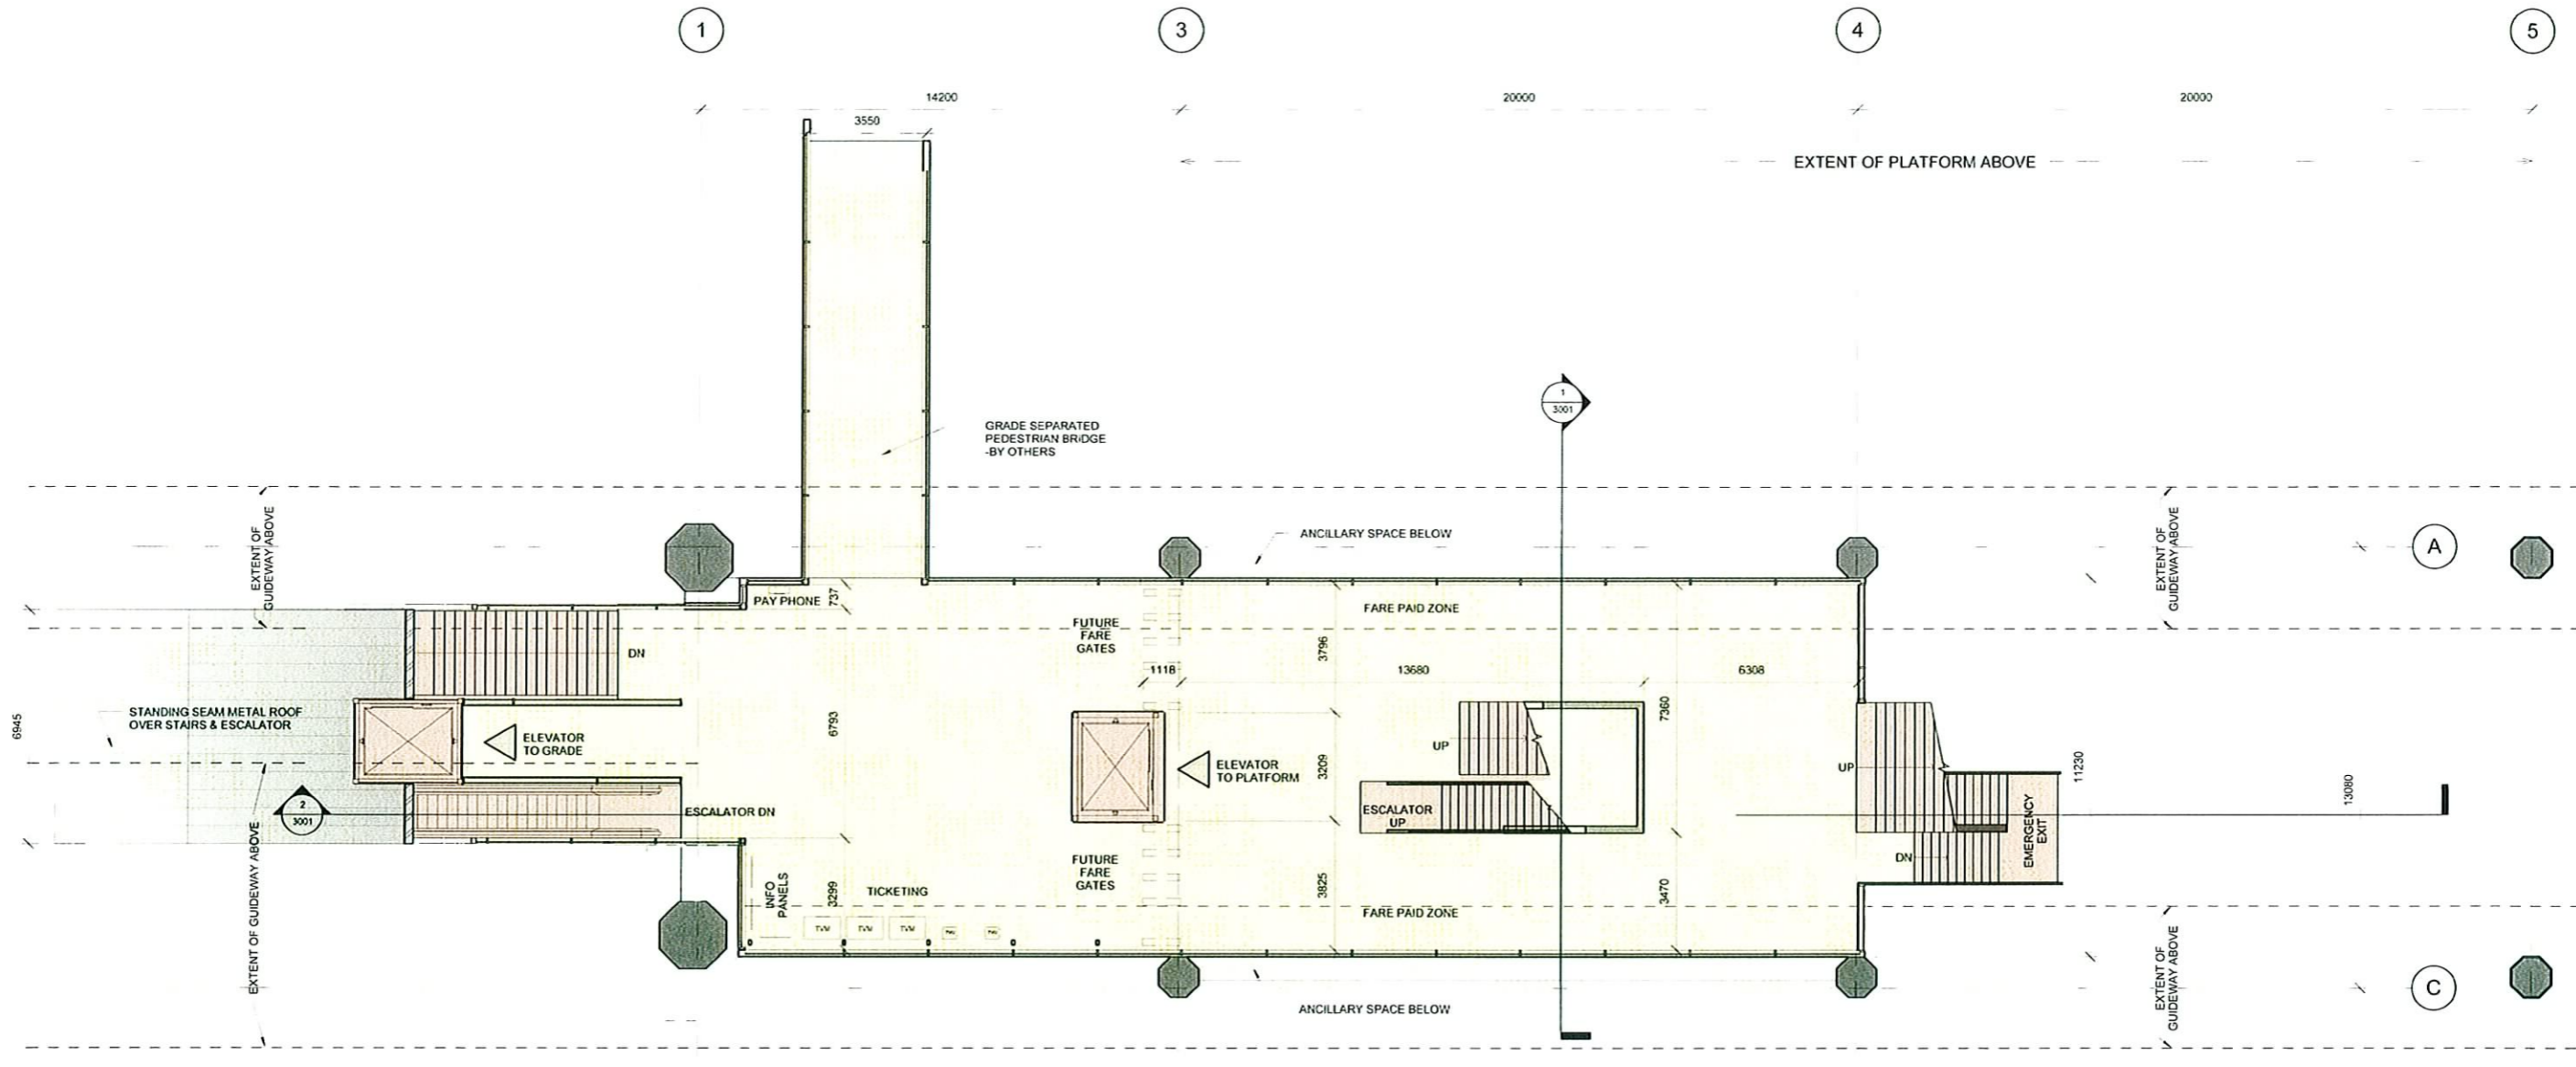 1
3
4
5
14200
20000
20000
3550
EXTENT OF PLATFORM ABOVE
1
3001
GRADE SEPARATED
PEDESTRIAN BRIDGE
-BY OTHERS
EXTENT OF
GUIDEWAY ABOVE
ANCILLARY SPACE BELOW
EXTENT OF
GUIDEWAY ABOVE
A
PAY PHONE
737
FARE PAID ZONE
FUTURE
FARE
GATES
DN
3796
1118
13680
6308
STANDING SEAM METAL ROOF
OVER STAIRS & ESCALATOR
6945
6793
7360
ELEVATOR
TO GRADE
UP
ELEVATOR
TO PLATFORM
3209
UP
11230
13080
2
3001
ESCALATOR DN
ESCALATOR
UP
EMERGENCY
EXIT
DN
EXTENT OF GUIDEWAY ABOVE
INFO
PANELS
3299
TICKETING
FUTURE
FARE
GATES
3825
3470
FARE PAID ZONE
TVM
TVM
TVM
EXTENT OF
GUIDEWAY ABOVE
C
ANCILLARY SPACE BELOW